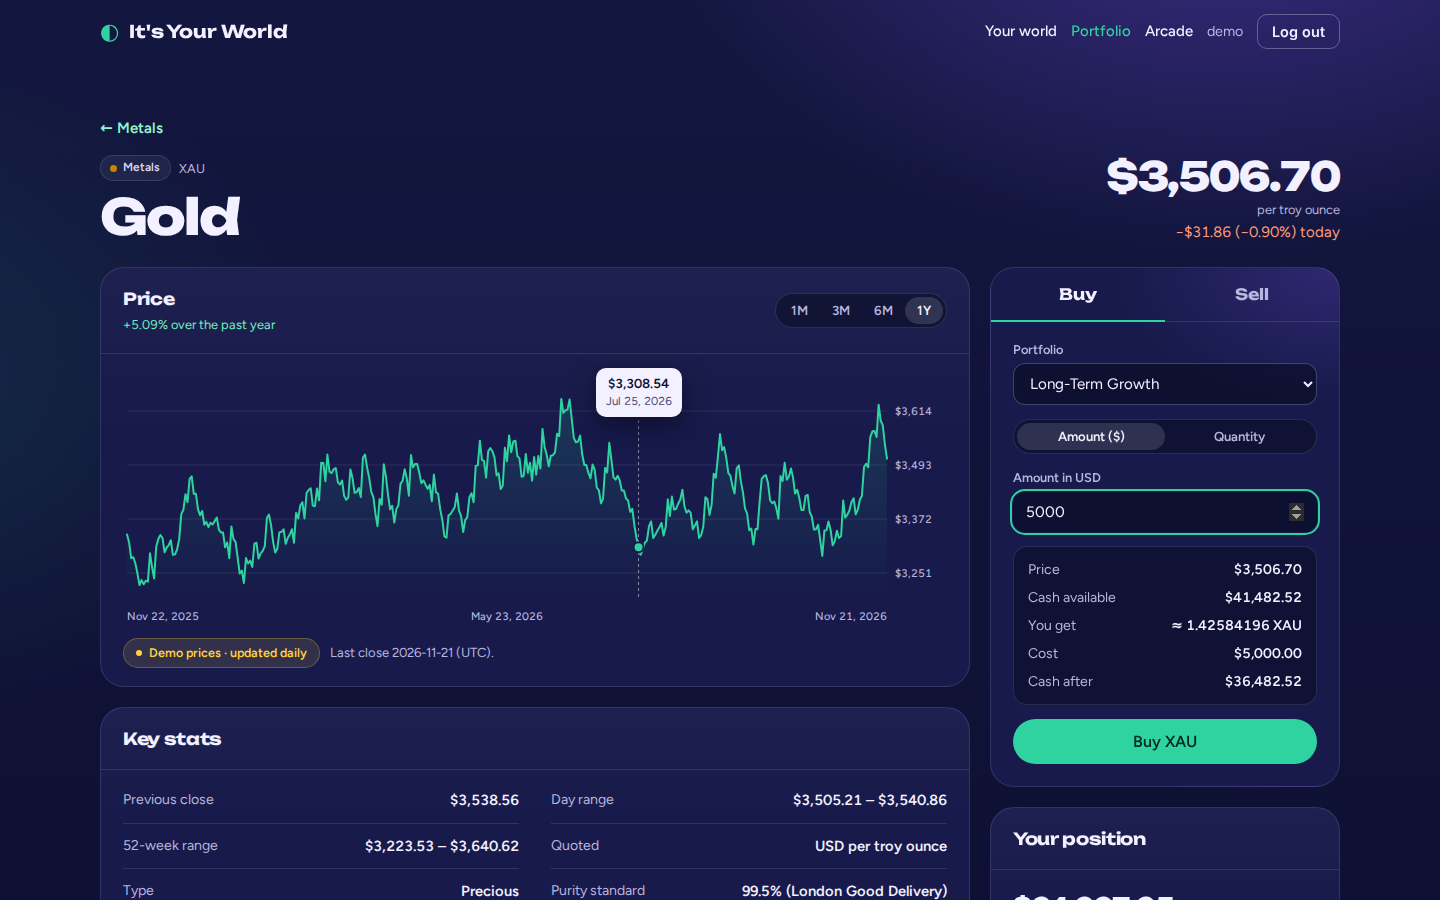 It's Your World
Your world Portfolio Arcade demo Log out
← Metals
Metals XAU
Gold
$3,506.70
per troy ounce
−$31.86 (−0.90%) today
Price
+5.09% over the past year
1M 3M 6M 1Y
$3,308.54
Jul 25, 2026
$3,614
$3,493
$3,372
$3,251
Nov 22, 2025 May 23, 2026 Nov 21, 2026
Demo prices · updated daily Last close 2026-11-21 (UTC).
Key stats
Previous close $3,538.56
Day range $3,505.21 – $3,540.86
52-week range $3,223.53 – $3,640.62
Quoted USD per troy ounce
Type Precious
Purity standard 99.5% (London Good Delivery)
Buy Sell
Portfolio
Long-Term Growth
Amount ($) Quantity
Amount in USD
5000
Price $3,506.70
Cash available $41,482.52
You get ≈ 1.42584196 XAU
Cost $5,000.00
Cash after $36,482.52
Buy XAU
Your position